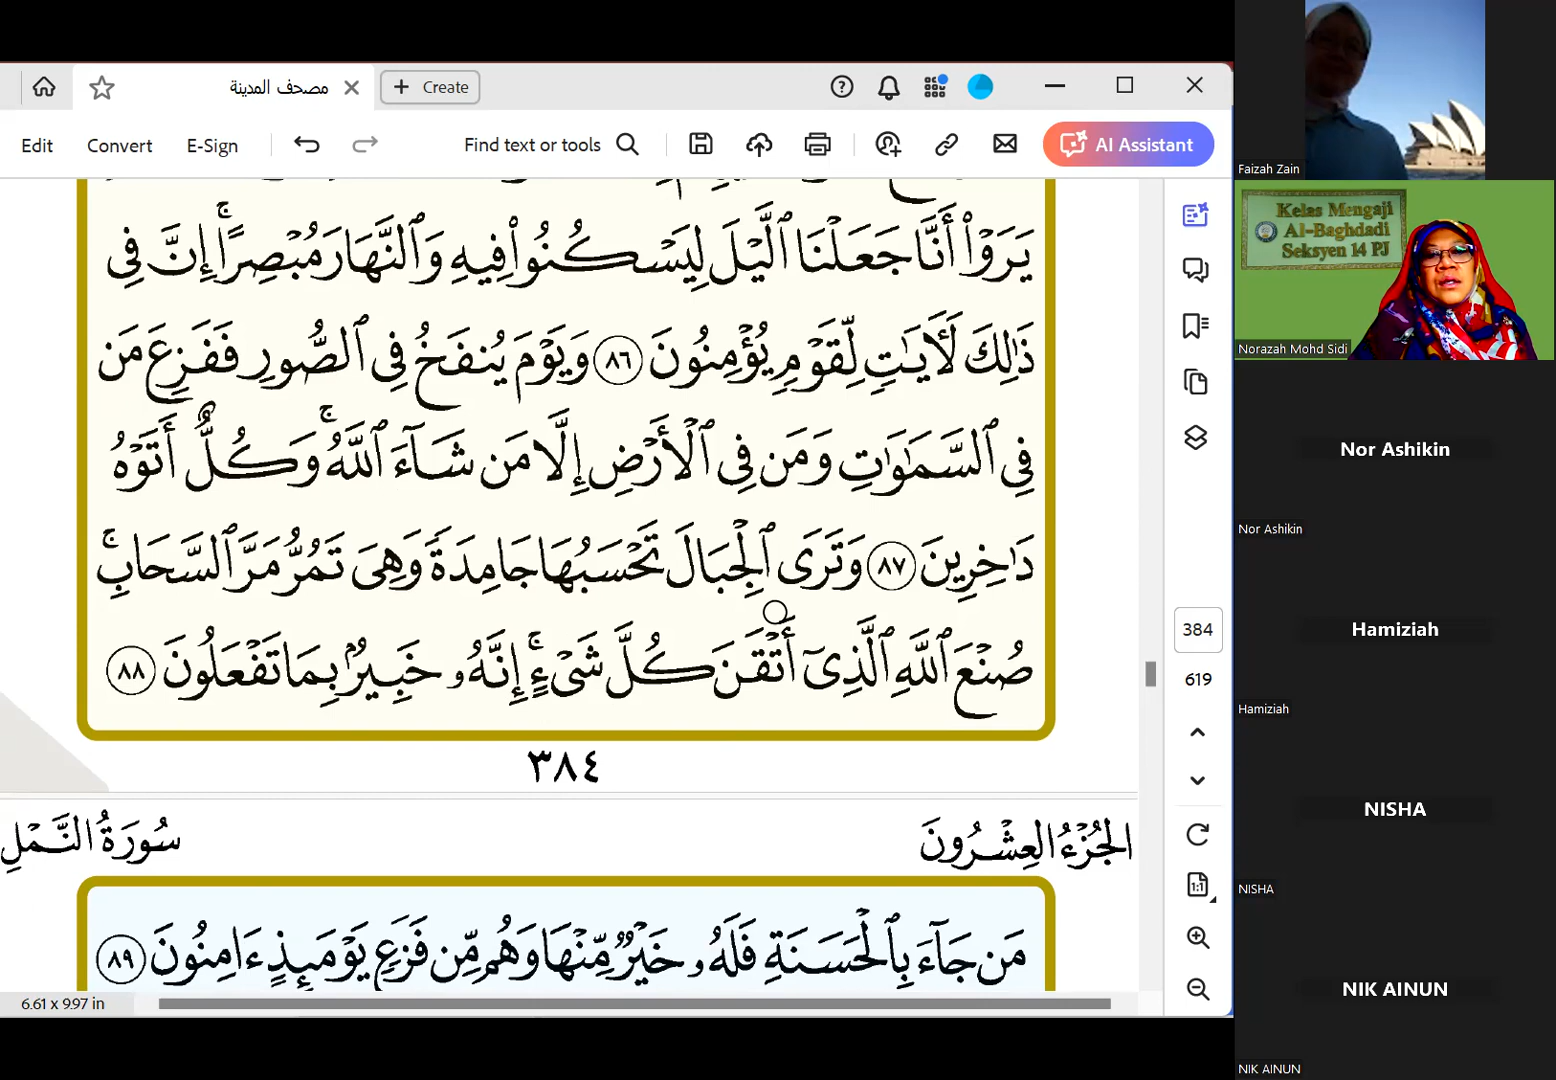 مصحف المدينة
Create
Edit
Convert
E-Sign
Find text or tools
AI Assistant
يَرَوْا۟ أَنَّا جَعَلْنَا ٱلَّيْلَ لِيَسْكُنُوا۟ فِيهِ وَٱلنَّهَارَ مُبْصِرًا ۚ إِنَّ فِى
ذَٰلِكَ لَـَٔايَـٰتٍ لِّقَوْمٍ يُؤْمِنُونَ ٨٦ وَيَوْمَ يُنفَخُ فِى ٱلصُّورِ فَفَزِعَ مَن
فِى ٱلسَّمَـٰوَٰتِ وَمَن فِى ٱلْأَرْضِ إِلَّا مَن شَآءَ ٱللَّهُ ۚ وَكُلٌّ أَتَوْهُ
دَٰخِرِينَ ٨٧ وَتَرَى ٱلْجِبَالَ تَحْسَبُهَا جَامِدَةً وَهِىَ تَمُرُّ مَرَّ ٱلسَّحَابِ ۚ
صُنْعَ ٱللَّهِ ٱلَّذِىٓ أَتْقَنَ كُلَّ شَىْءٍ ۚ إِنَّهُۥ خَبِيرٌۢ بِمَا تَفْعَلُونَ ٨٨
٣٨٤
الجُزْءُ العِشْرُونَ
سُورَةُ النَّمْلِ
مَن جَآءَ بِٱلْحَسَنَةِ فَلَهُۥ خَيْرٌ مِّنْهَا وَهُم مِّن فَزَعٍ يَوْمَئِذٍ ءَامِنُونَ ٨٩
384
619
1:1
6.61 x 9.97 in
Faizah Zain
Kelas Mengaji
Al-Baghdadi
Seksyen 14 PJ
Norazah Mohd Sidi
Nor Ashikin
Nor Ashikin
Hamiziah
Hamiziah
NISHA
NISHA
NIK AINUN
NIK AINUN